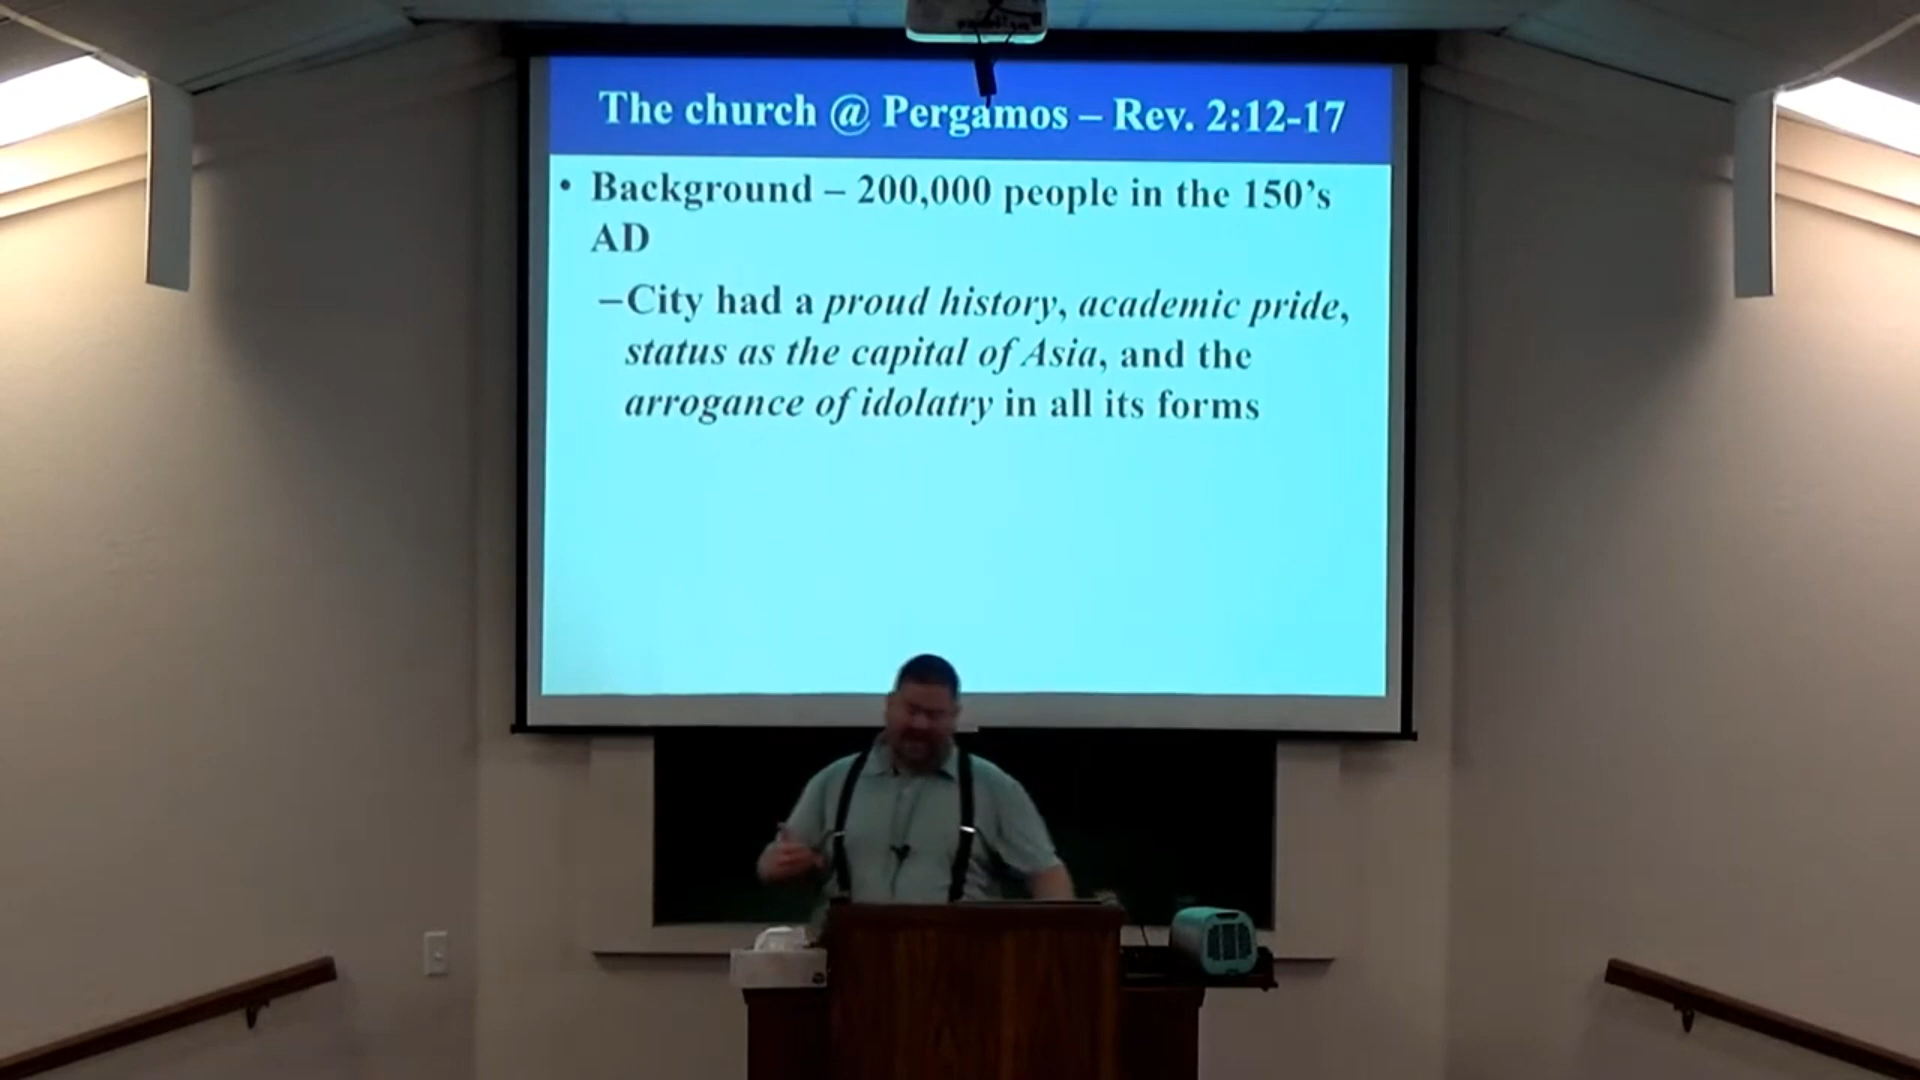 The church @ Pergamos – Rev. 2:12-17
• Background – 200,000 people in the 150’s
AD
–City had a proud history, academic pride,
status as the capital of Asia, and the
arrogance of idolatry in all its forms